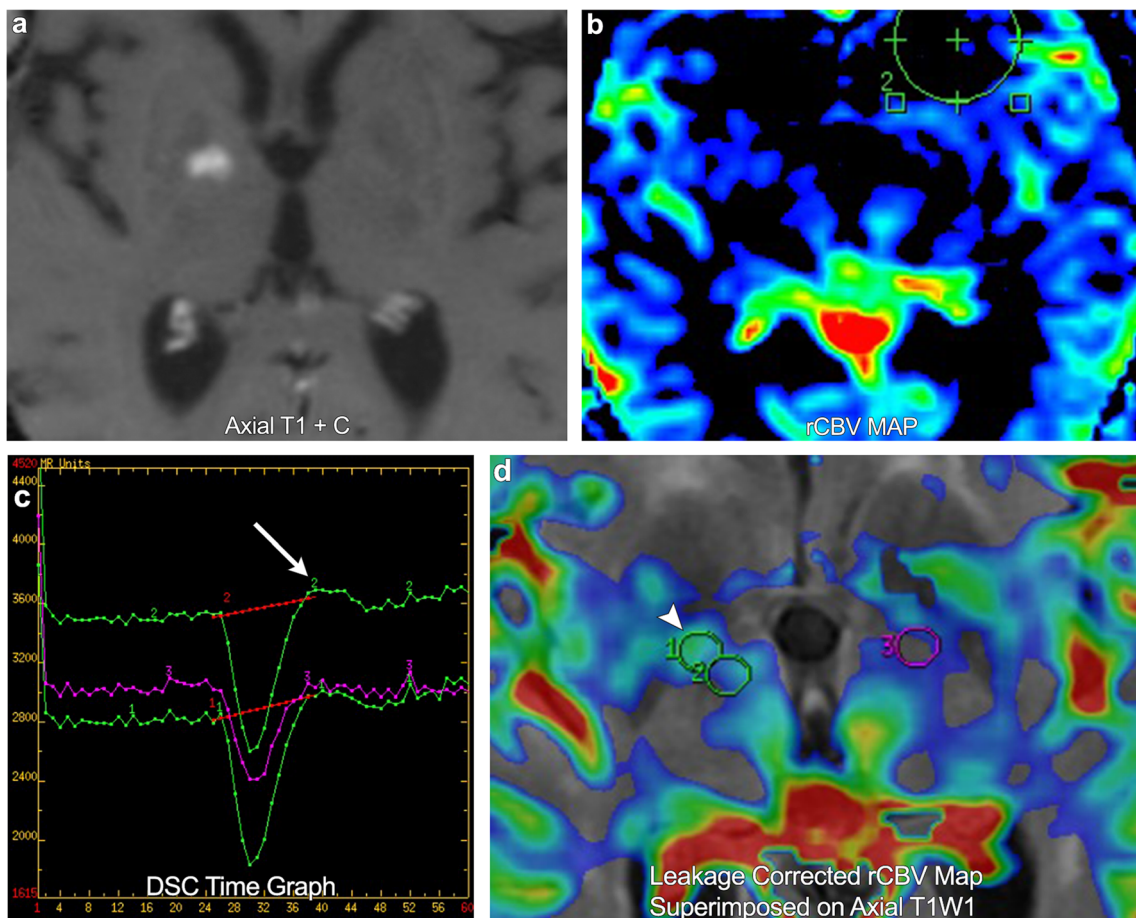 a
Axial T1 + C
b
2
rCBV MAP
c
4520 MR Units
4400
4000
3600
3200
2800
2400
2000
1615
2 2 2 2
3 3 3
1 1 1 1
1 4 8 12 16 20 24 28 32 36 40 44 48 52 56 60
DSC Time Graph
d
1
2
3
Leakage Corrected rCBV Map
Superimposed on Axial T1W1